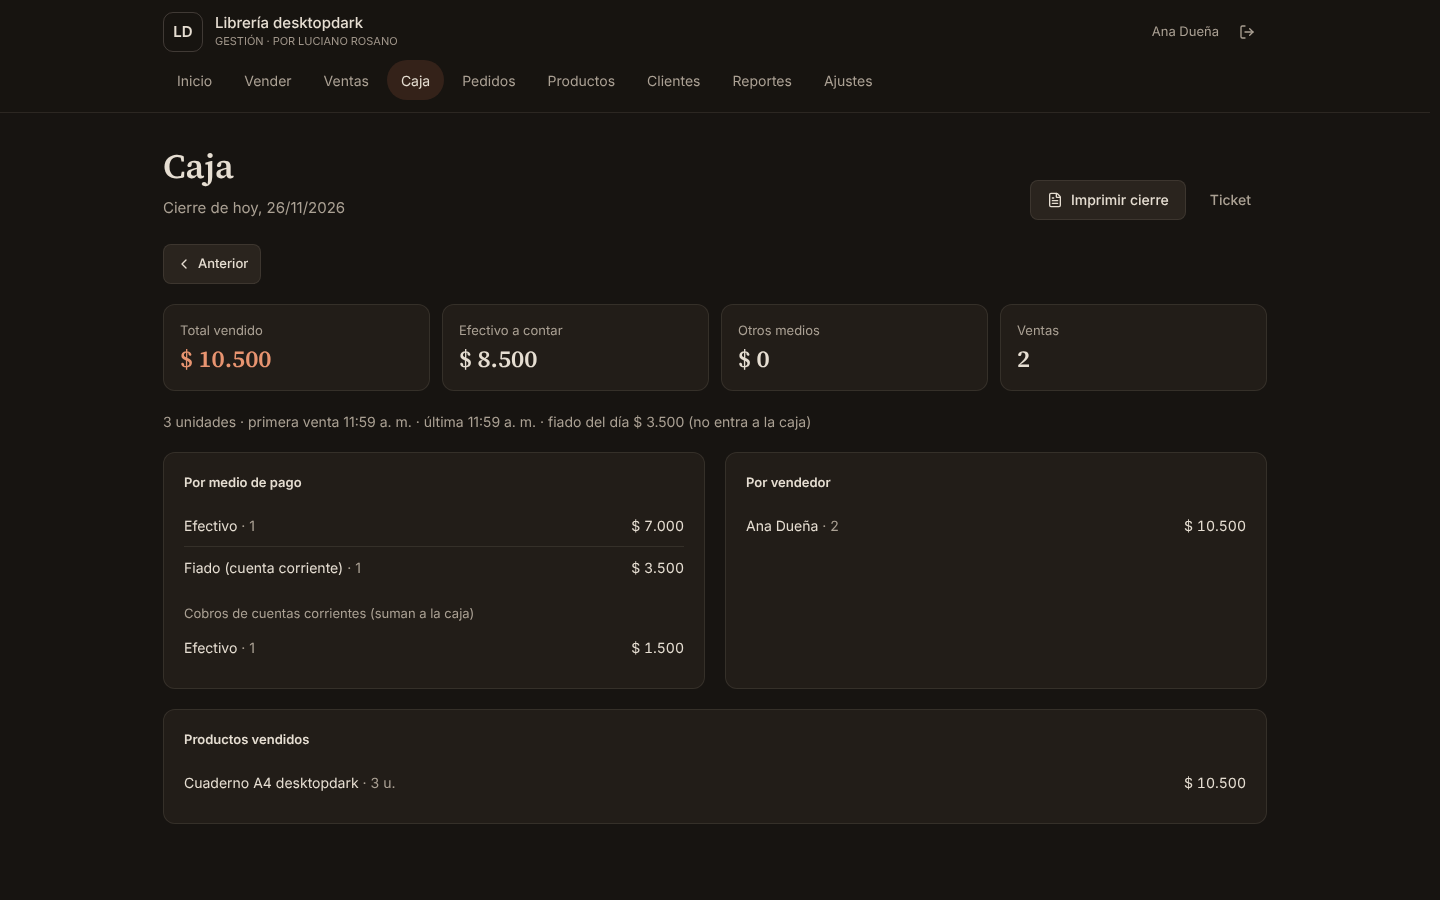 LD
Librería desktopdark
GESTIÓN · POR LUCIANO ROSANO
Ana Dueña
Inicio Vender Ventas Caja Pedidos Productos Clientes Reportes Ajustes
Caja
Cierre de hoy, 26/11/2026
Imprimir cierre Ticket
Anterior
Total vendido
$ 10.500
Efectivo a contar
$ 8.500
Otros medios
$ 0
Ventas
2
3 unidades · primera venta 11:59 a. m. · última 11:59 a. m. · fiado del día $ 3.500 (no entra a la caja)
Por medio de pago
Efectivo · 1 $ 7.000
Fiado (cuenta corriente) · 1 $ 3.500
Cobros de cuentas corrientes (suman a la caja)
Efectivo · 1 $ 1.500
Por vendedor
Ana Dueña · 2 $ 10.500
Productos vendidos
Cuaderno A4 desktopdark · 3 u. $ 10.500